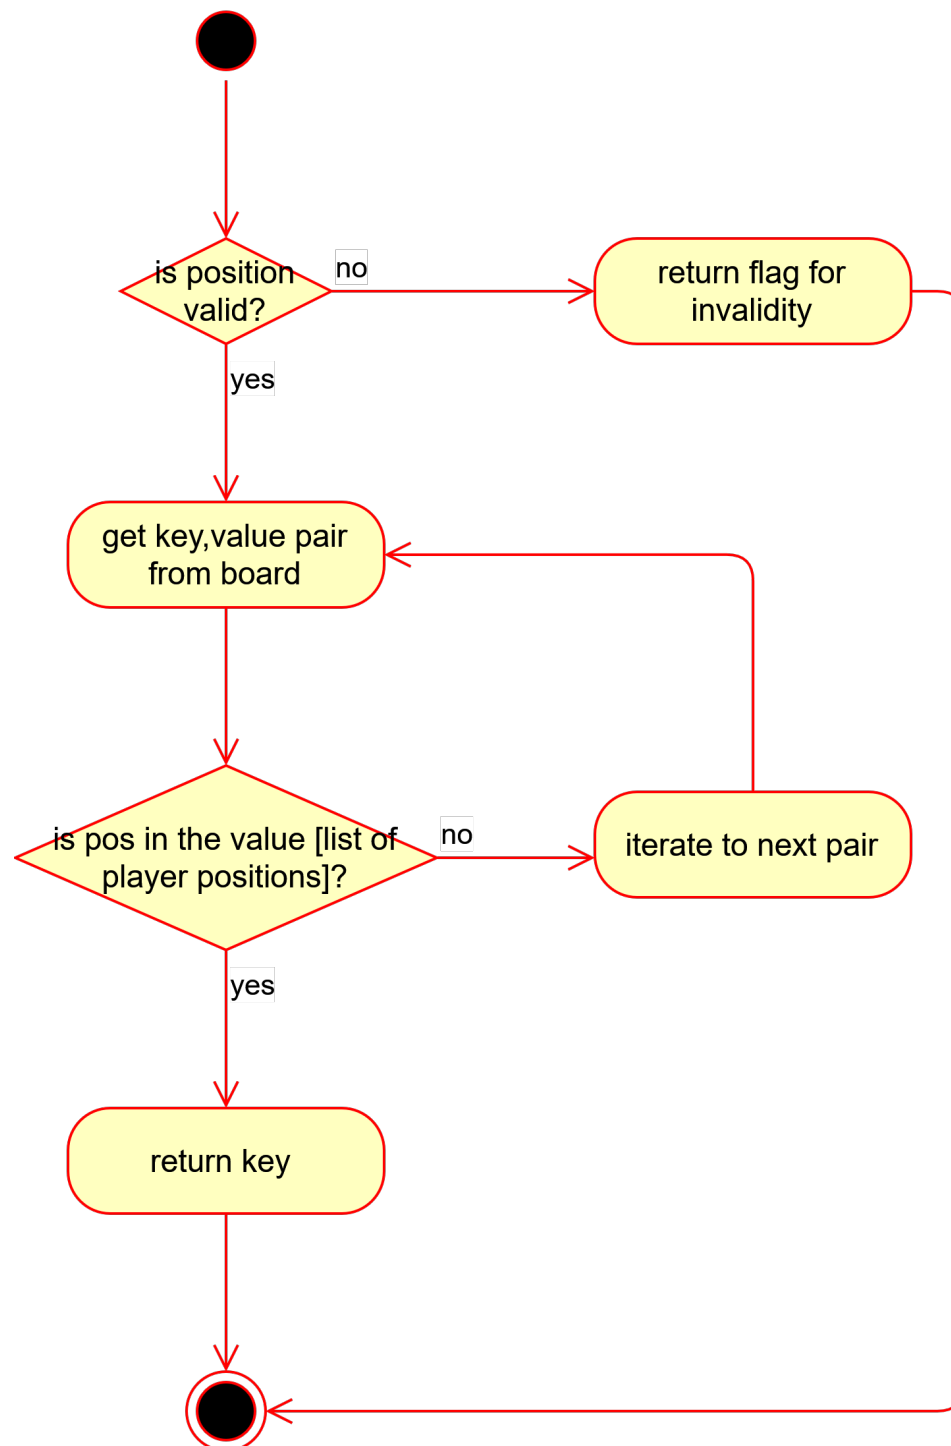 is position
valid?
no
return flag for
invalidity
yes
get key,value pair
from board
is pos in the value [list of
player positions]?
no
iterate to next pair
yes
return key